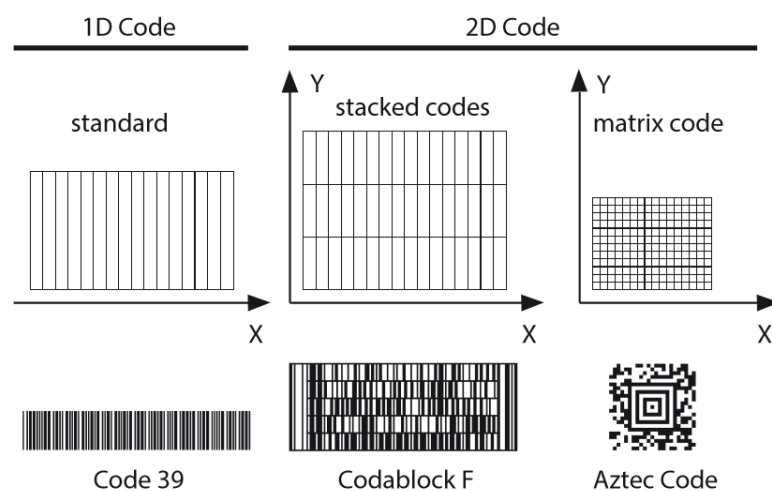 1D Code
2D Code
standard
X
Code 39
Y
stacked codes
X
Codablock F
Y
matrix code
X
Aztec Code